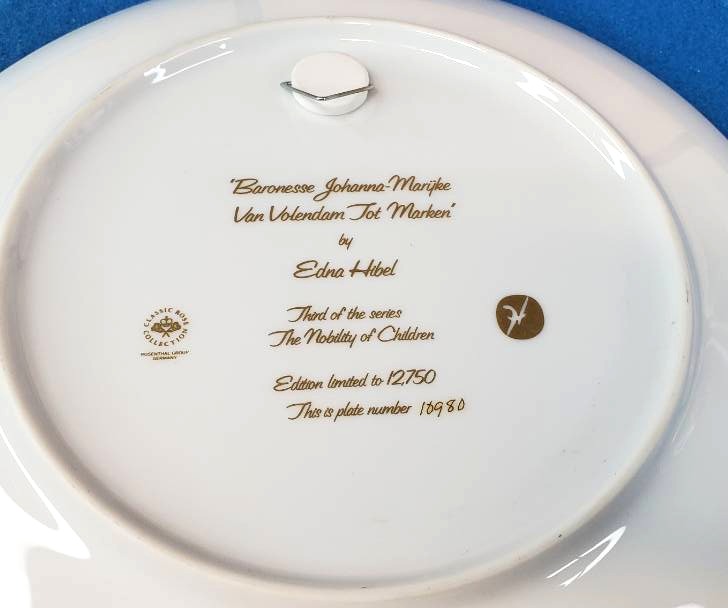 "Baronesse Johanna-Marijke
Van Volendam Tot Marken"
by
Edna Hibel
Third of the series
The Nobility of Children
Edition limited to 12,750
This is plate number 10980
CLASSIC ROSE
COLLECTION
ROSENTHAL GROUP
GERMANY